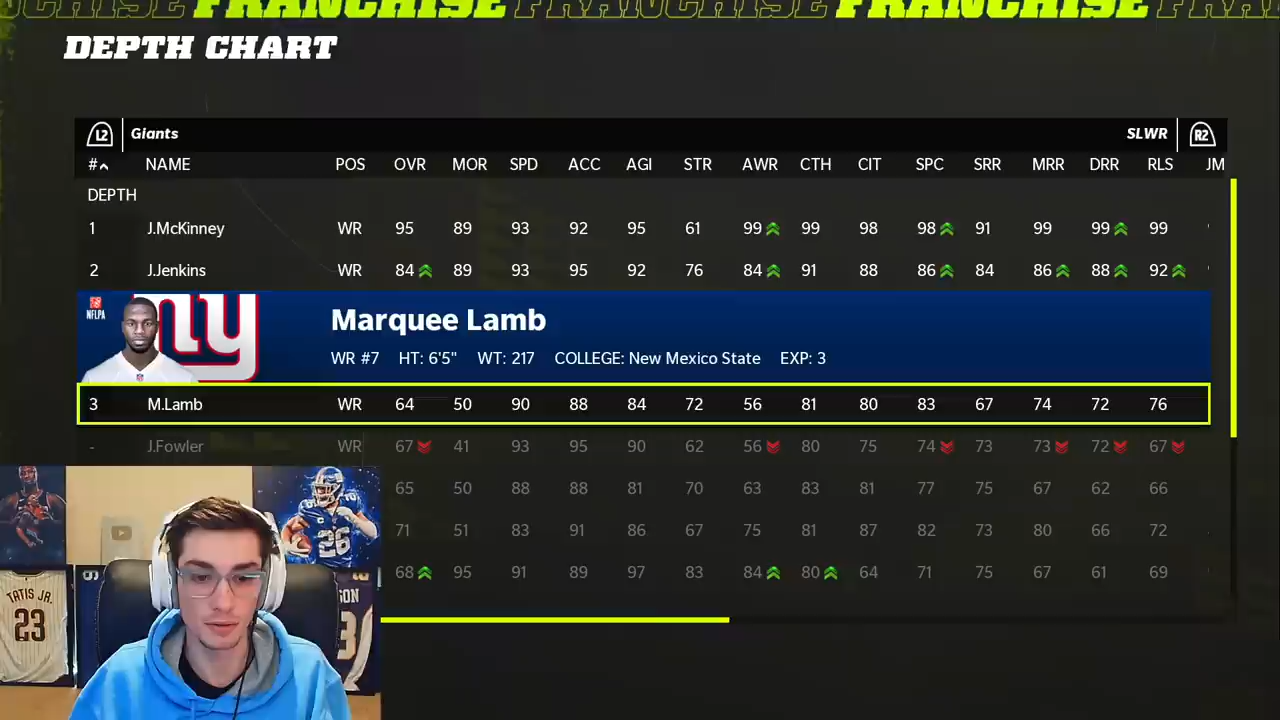 FRANCHISE FRANCHISE FRANCHISE FRANCHISE
DEPTH CHART
L2 Giants SLWR R2
# NAME POS OVR MOR SPD ACC AGI STR AWR CTH CIT SPC SRR MRR DRR RLS JM
DEPTH
1 J.McKinney WR 95 89 93 92 95 61 99 99 98 98 91 99 99 99
2 J.Jenkins WR 84 89 93 95 92 76 84 91 88 86 84 86 88 92
NFLPA
ny
Marquee Lamb
WR #7 HT: 6'5" WT: 217 COLLEGE: New Mexico State EXP: 3
3 M.Lamb WR 64 50 90 88 84 72 56 81 80 83 67 74 72 76
- J.Fowler WR 67 41 93 95 90 62 56 80 75 74 73 73 72 67
65 50 88 88 81 70 63 83 81 77 75 67 62 66
71 51 83 91 86 67 75 81 87 82 73 80 66 72
68 95 91 89 97 83 84 80 64 71 75 67 61 69
26
TATIS JR.
23